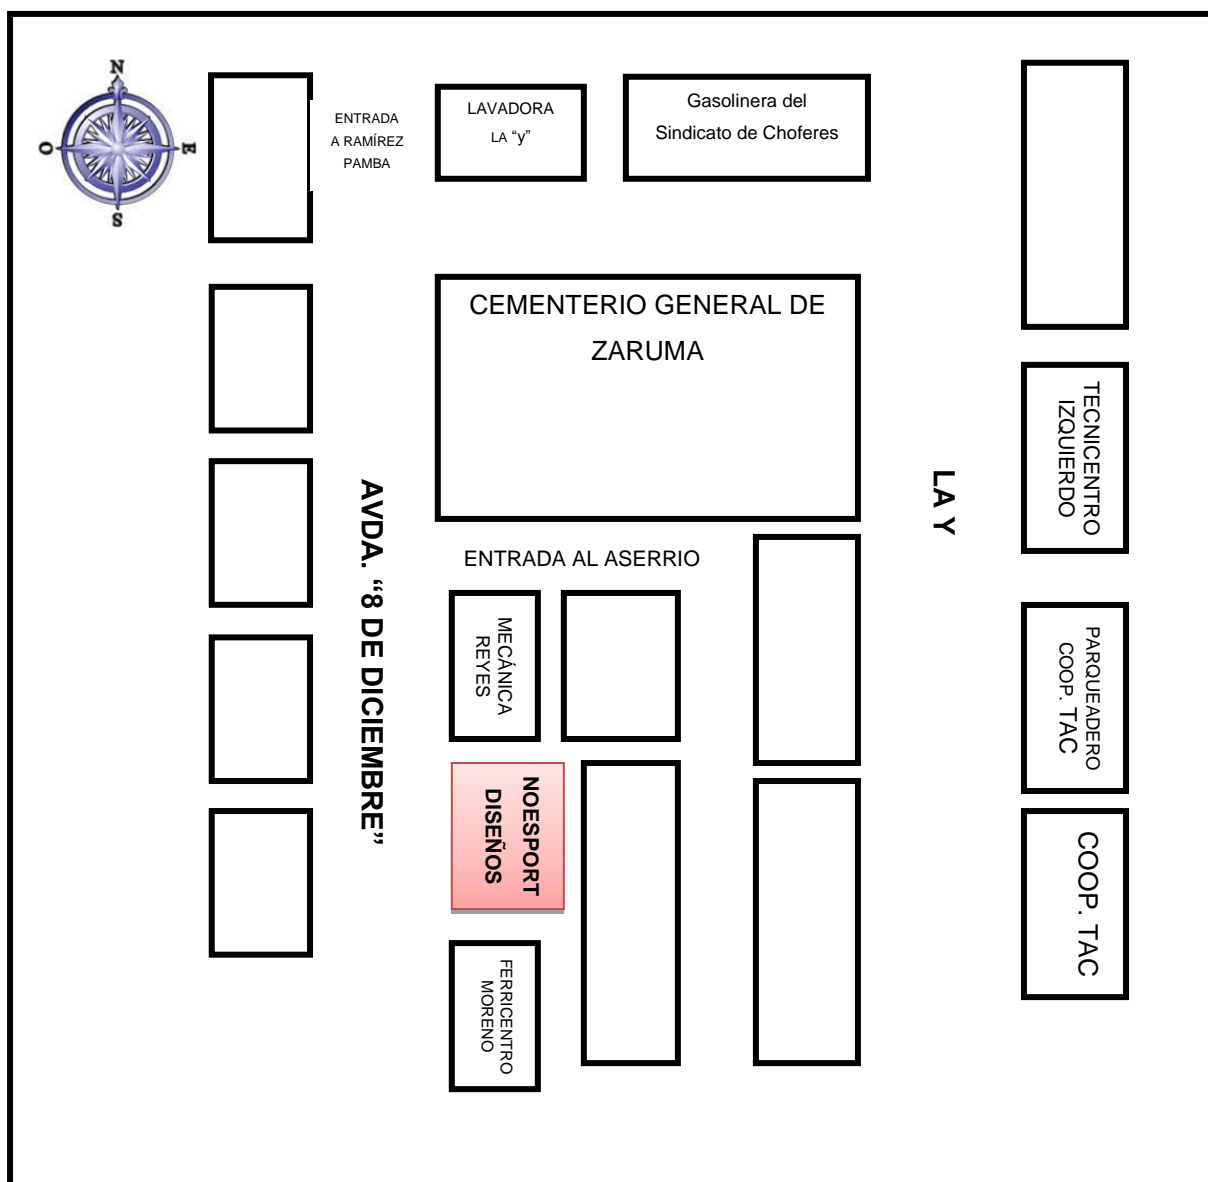 N
O
E
S
ENTRADA
A RAMÍREZ
PAMBA
LAVADORA
LA "y"
Gasolinera del
Sindicato de Choferes
CEMENTERIO GENERAL DE
ZARUMA
TECNICENTRO
IZQUIERDO
LA Y
AVDA. “8 DE DICIEMBRE”
ENTRADA AL ASERRIO
MECÁNICA
REYES
PARQUEADERO
COOP. TAC
NOESPORT
DISEÑOS
COOP. TAC
FERRICENTRO
MORENO